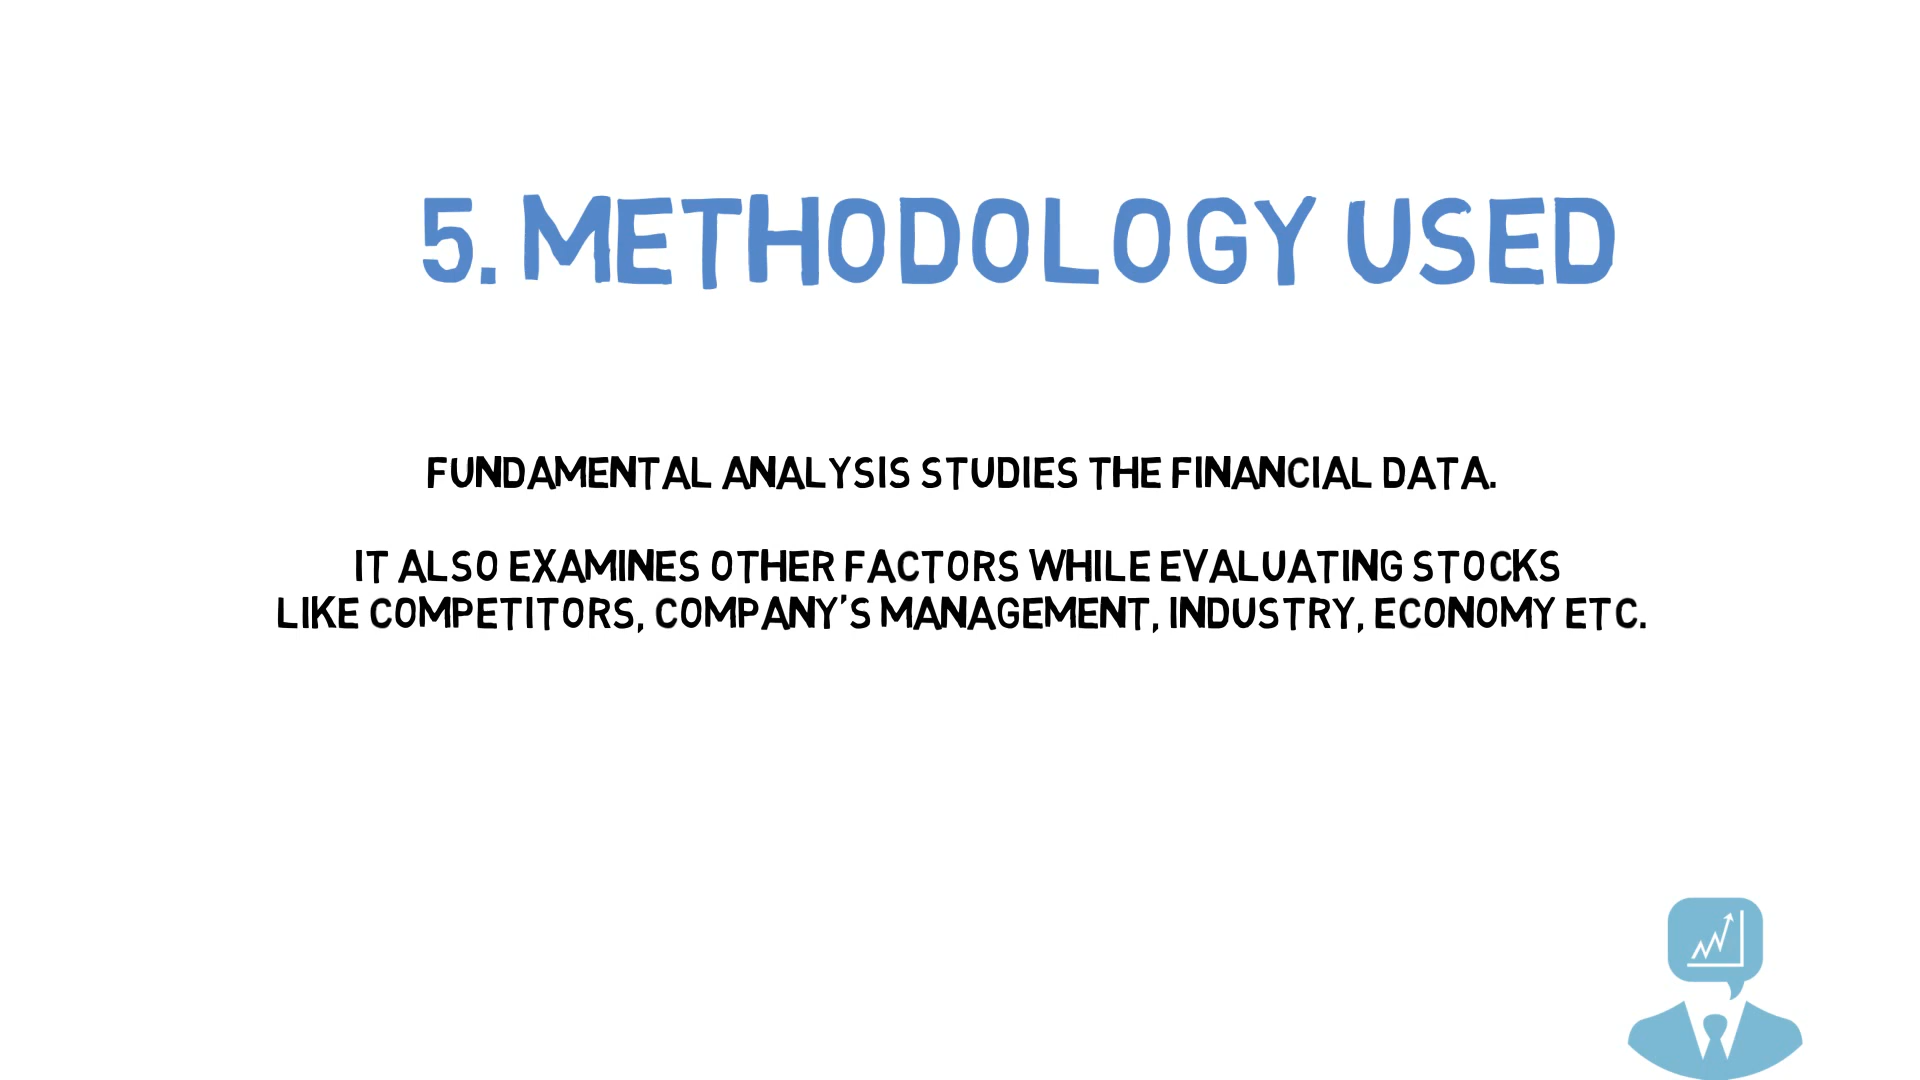 5. METHODOLOGY USED
FUNDAMENTAL ANALYSIS STUDIES THE FINANCIAL DATA.
IT ALSO EXAMINES OTHER FACTORS WHILE EVALUATING STOCKS
LIKE COMPETITORS, COMPANY'S MANAGEMENT, INDUSTRY, ECONOMY ETC.